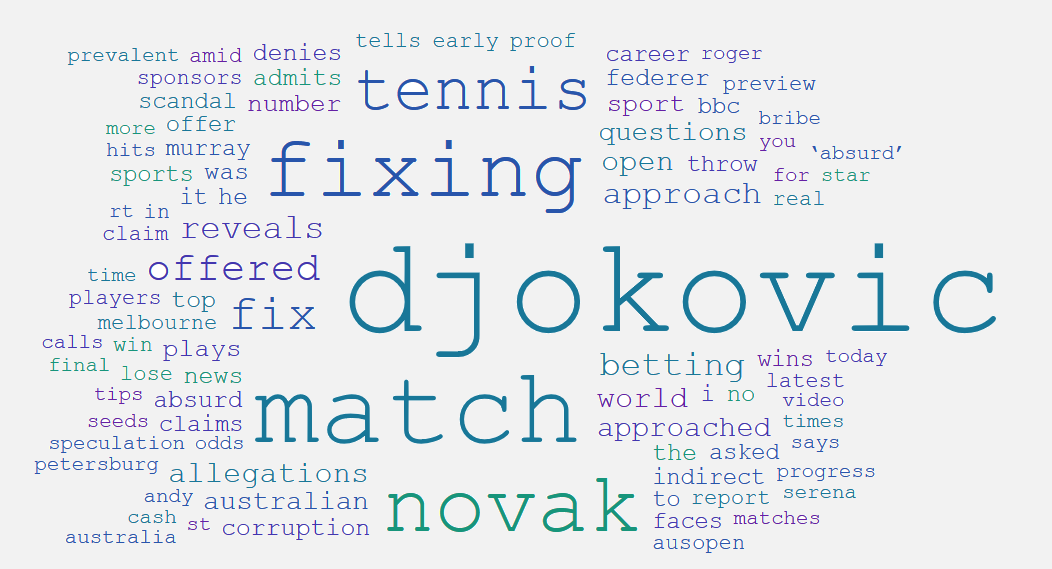 tells early proof
prevalent amid denies
career roger
sponsors admits
tennis
federer preview
scandal number
sport bbc
more offer
bribe
questions
hits murray
fixing
you 'absurd'
open throw
sports was
for star
it he
approach real
rt in
claim reveals
djokovic
time offered
players top
fix
melbourne
calls win plays
betting wins today
final
lose news
latest
tips absurd
match
world i no
video
seeds claims
approached times
speculation odds
the asked says
petersburg
allegations
indirect progress
novak
andy australian
to report serena
cash st corruption
faces matches
australia
ausopen